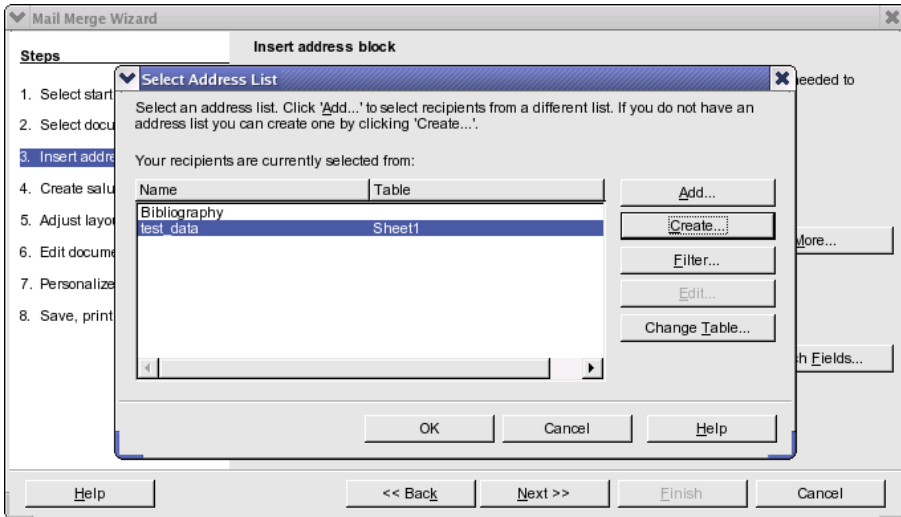 Mail Merge Wizard
Steps
Insert address block
1. Select start
2. Select docu
3. Insert addre
4. Create salu
5. Adjust layou
6. Edit docume
7. Personalize
8. Save, print
needed to
More...
h Fields...
Select Address List
Select an address list. Click 'Add...' to select recipients from a different list. If you do not have an
address list you can create one by clicking 'Create...'.
Your recipients are currently selected from:
Name Table
Bibliography
test_data Sheet1
Add...
Create...
Filter...
Edit...
Change Table...
OK Cancel Help
Help << Back Next >> Finish Cancel